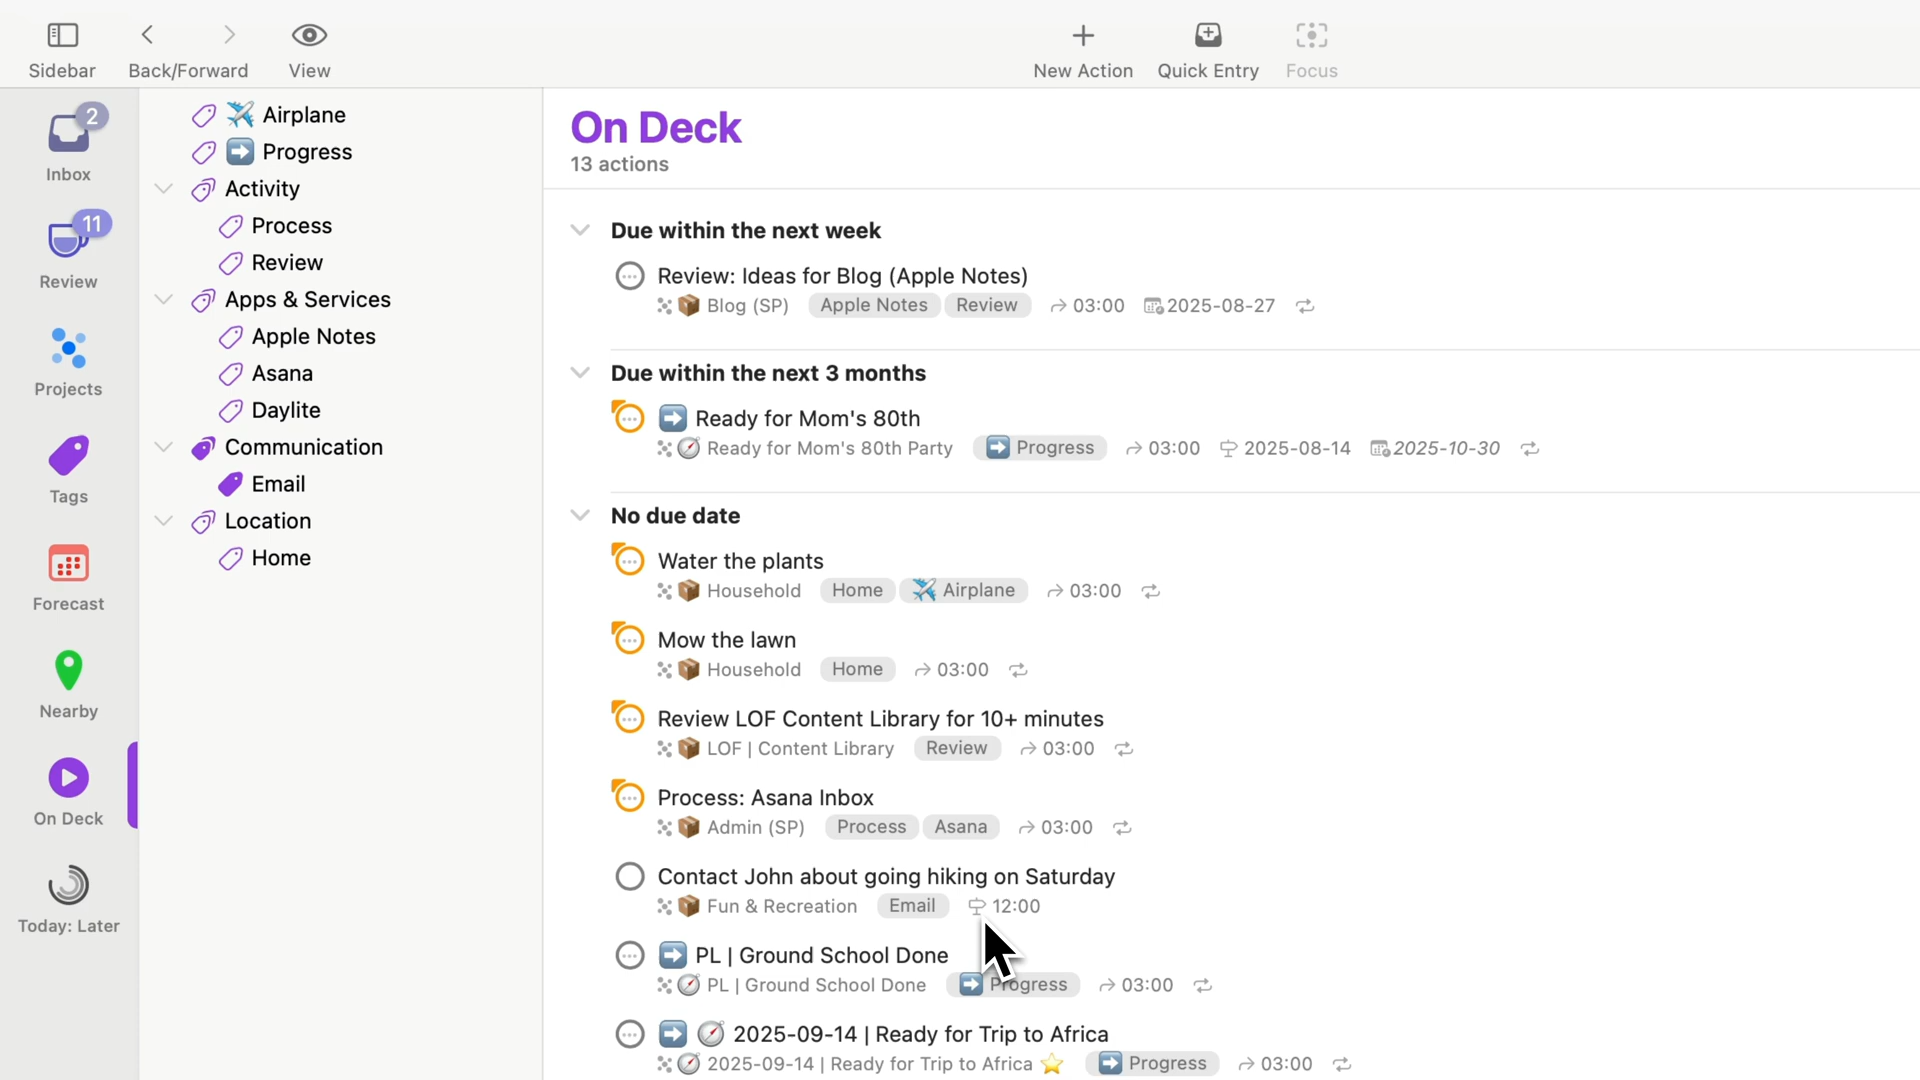 Sidebar
Back/Forward
View
New Action
Quick Entry
Focus
2
Inbox
11
Review
Projects
Tags
Forecast
Nearby
On Deck
Today: Later
Airplane
Progress
Activity
Process
Review
Apps & Services
Apple Notes
Asana
Daylite
Communication
Email
Location
Home
On Deck
13 actions
Due within the next week
Review: Ideas for Blog (Apple Notes)
Blog (SP) Apple Notes Review 03:00 2025-08-27
Due within the next 3 months
Ready for Mom's 80th
Ready for Mom's 80th Party Progress 03:00 2025-08-14 2025-10-30
No due date
Water the plants
Household Home Airplane 03:00
Mow the lawn
Household Home 03:00
Review LOF Content Library for 10+ minutes
LOF | Content Library Review 03:00
Process: Asana Inbox
Admin (SP) Process Asana 03:00
Contact John about going hiking on Saturday
Fun & Recreation Email 12:00
PL | Ground School Done
PL | Ground School Done Progress 03:00
2025-09-14 | Ready for Trip to Africa
2025-09-14 | Ready for Trip to Africa Progress 03:00